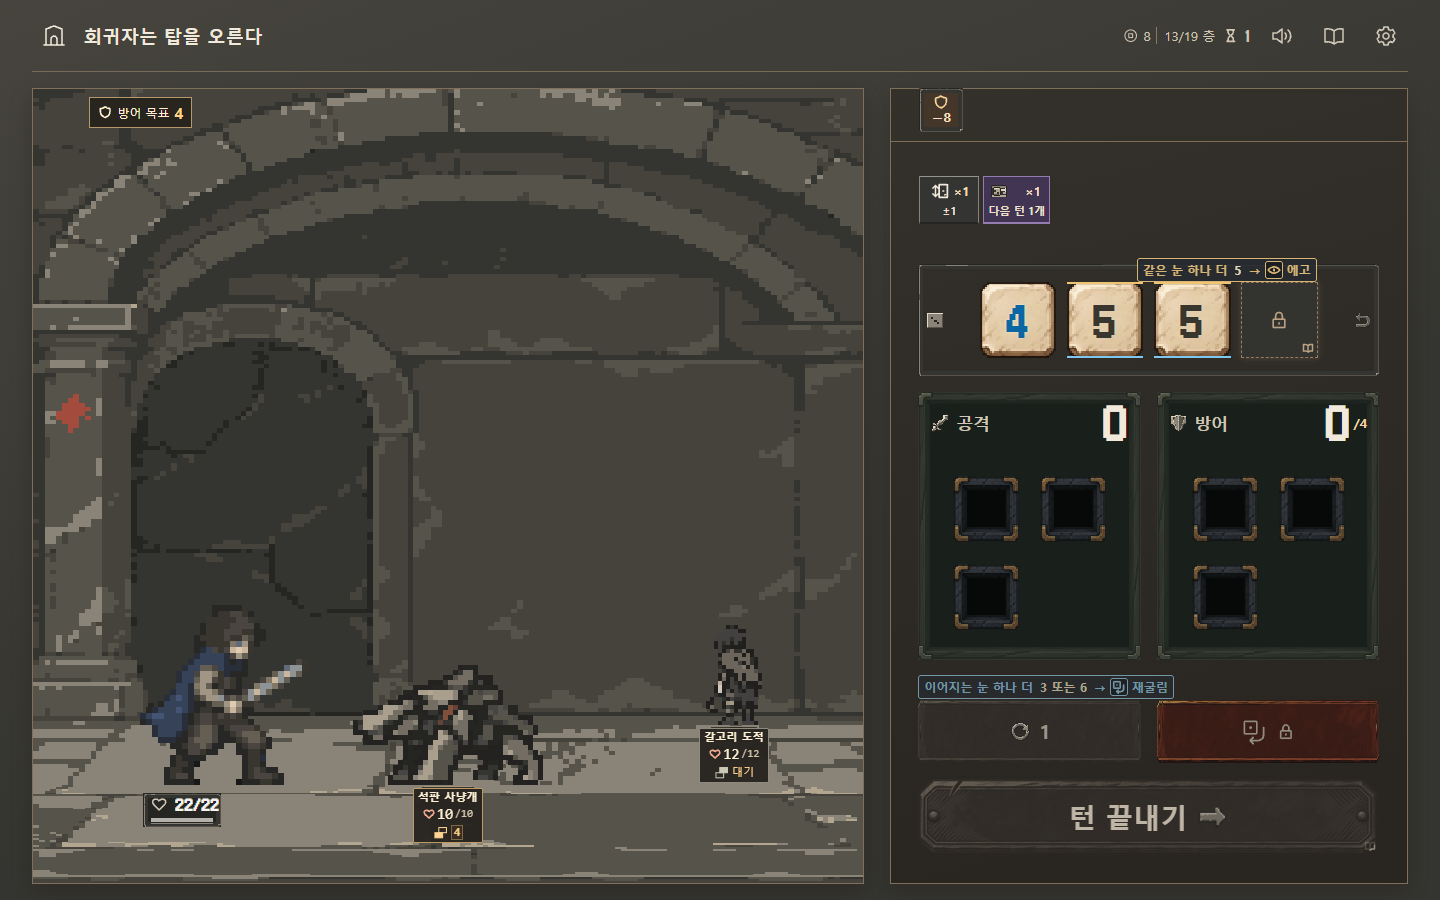 회귀자는 탑을 오른다
8
13/19 층
1
방어 목표 4
−8
×1
±1
×1
다음 턴 1개
같은 눈 하나 더 5 → 에고
4
5
5
공격
0
방어
0/4
갈고리 도적
12/12
대기
22/22
석판 사냥개
10/10
4
이어지는 눈 하나 더 3 또는 6 → 재굴림
1
턴 끝내기